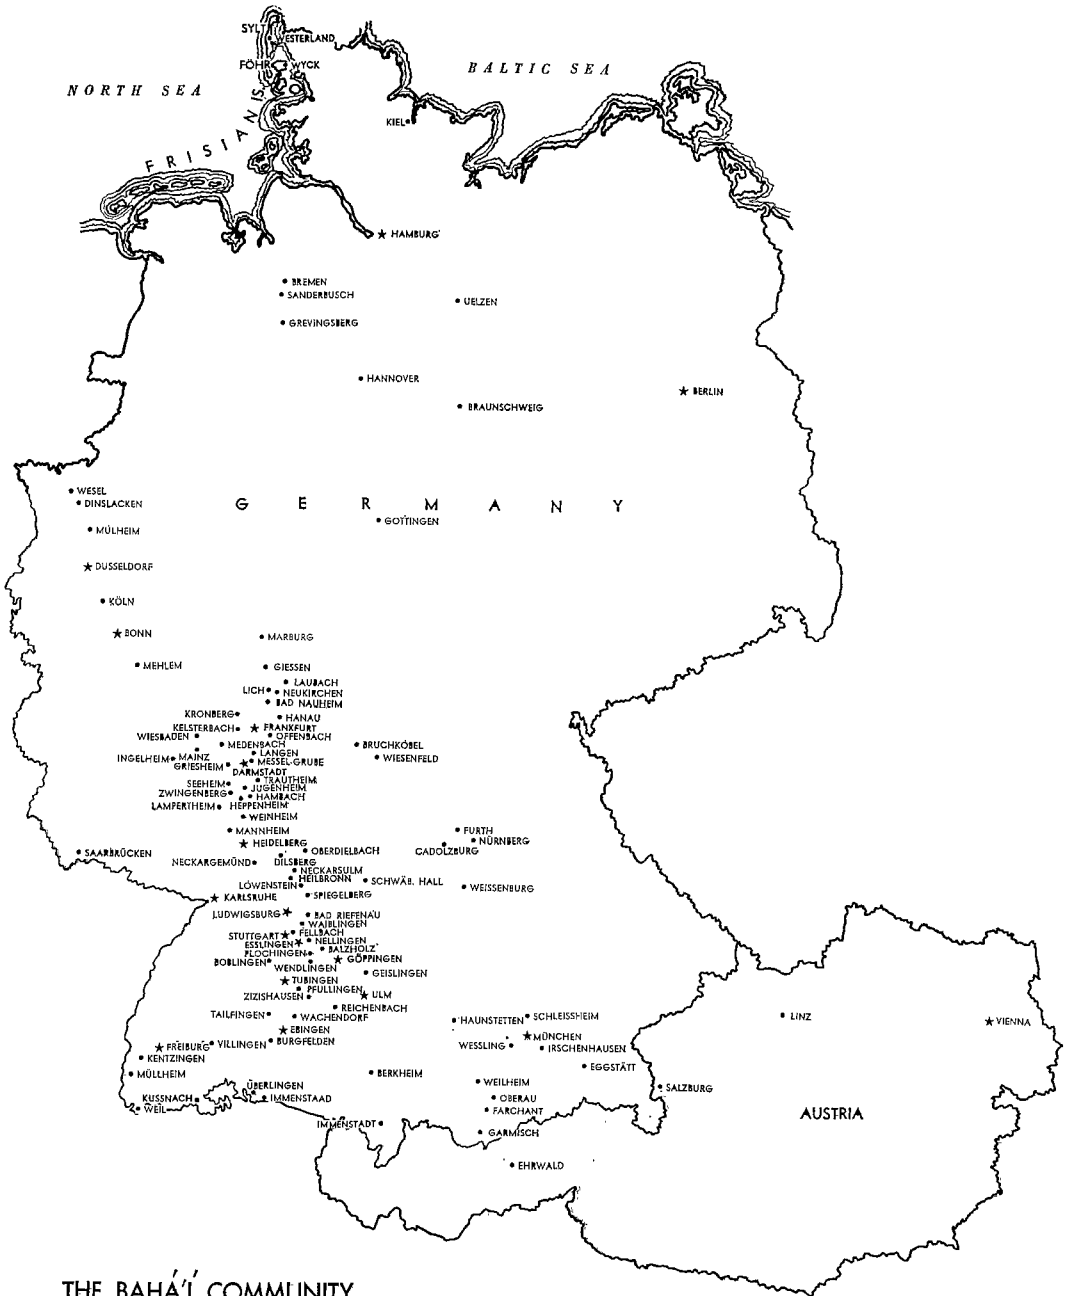 SYLT
WESTERLAND
FÖHR
WYCK
NORTH SEA
BALTIC SEA
KIEL
FRISIAN IS.
HAMBURG
BREMEN
SANDERBUSCH
UELZEN
GREVINGSBERG
HANNOVER
BERLIN
BRAUNSCHWEIG
WESEL
DINSLACKEN
GERMANY
GOTTINGEN
MÜLHEIM
DUSSELDORF
KÖLN
BONN
MARBURG
MEHLEM
GIESSEN
LAUBACH
LICH
NEUKIRCHEN
BAD NAUHEIM
KRONBERG
HANAU
KELSTERBACH
FRANKFURT
WIESBADEN
OFFENBACH
MEDENBACH
BRUCHKÖBEL
LANGEN
INGELHEIM
MAINZ
WIESENFELD
GRIESHEIM
MESSEL-GRUBE
DARMSTADT
TRAUTHEIM
SEEHEIM
JUGENHEIM
ZWINGENBERG
HAMBACH
LAMPERTHEIM
HEPPENHEIM
WEINHEIM
MANNHEIM
FURTH
HEIDELBERG
NÜRNBERG
SAARBRÜCKEN
OBERDIELBACH
CADOLZBURG
NECKARGEMÜND
DILSBERG
NECKARSULM
HEILBRONN
SCHWÄB. HALL
LÖWENSTEIN
WEISSENBURG
KARLSRUHE
SPIEGELBERG
LUDWIGSBURG
BAD RIEFENAU
WAIBLINGEN
STUTTGART
FELLBACH
ESSLINGEN
NELLINGEN
PLOCHINGEN
BALZHOLZ
BOBLINGEN
GÖPPINGEN
WENDLINGEN
GEISLINGEN
TUBINGEN
PFULLINGEN
ZIZISHAUSEN
ULM
REICHENBACH
TAILFINGEN
WACHENDORF
HAUNSTETTEN
SCHLEISSHEIM
LINZ
VIENNA
EBINGEN
MÜNCHEN
FREIBURG
VILLINGEN
BURGFELDEN
WESSLING
IRSCHENHAUSEN
KENTZINGEN
EGGSTÄTT
MÜLLHEIM
BERKHEIM
ÜBERLINGEN
WEILHEIM
SALZBURG
KUSSNACH
IMMENSTAAD
OBERAU
WEIL
FARCHANT
AUSTRIA
IMMENSTADT
GARMISCH
EHRWALD
THE BAHÁ'Í COMMUNITY